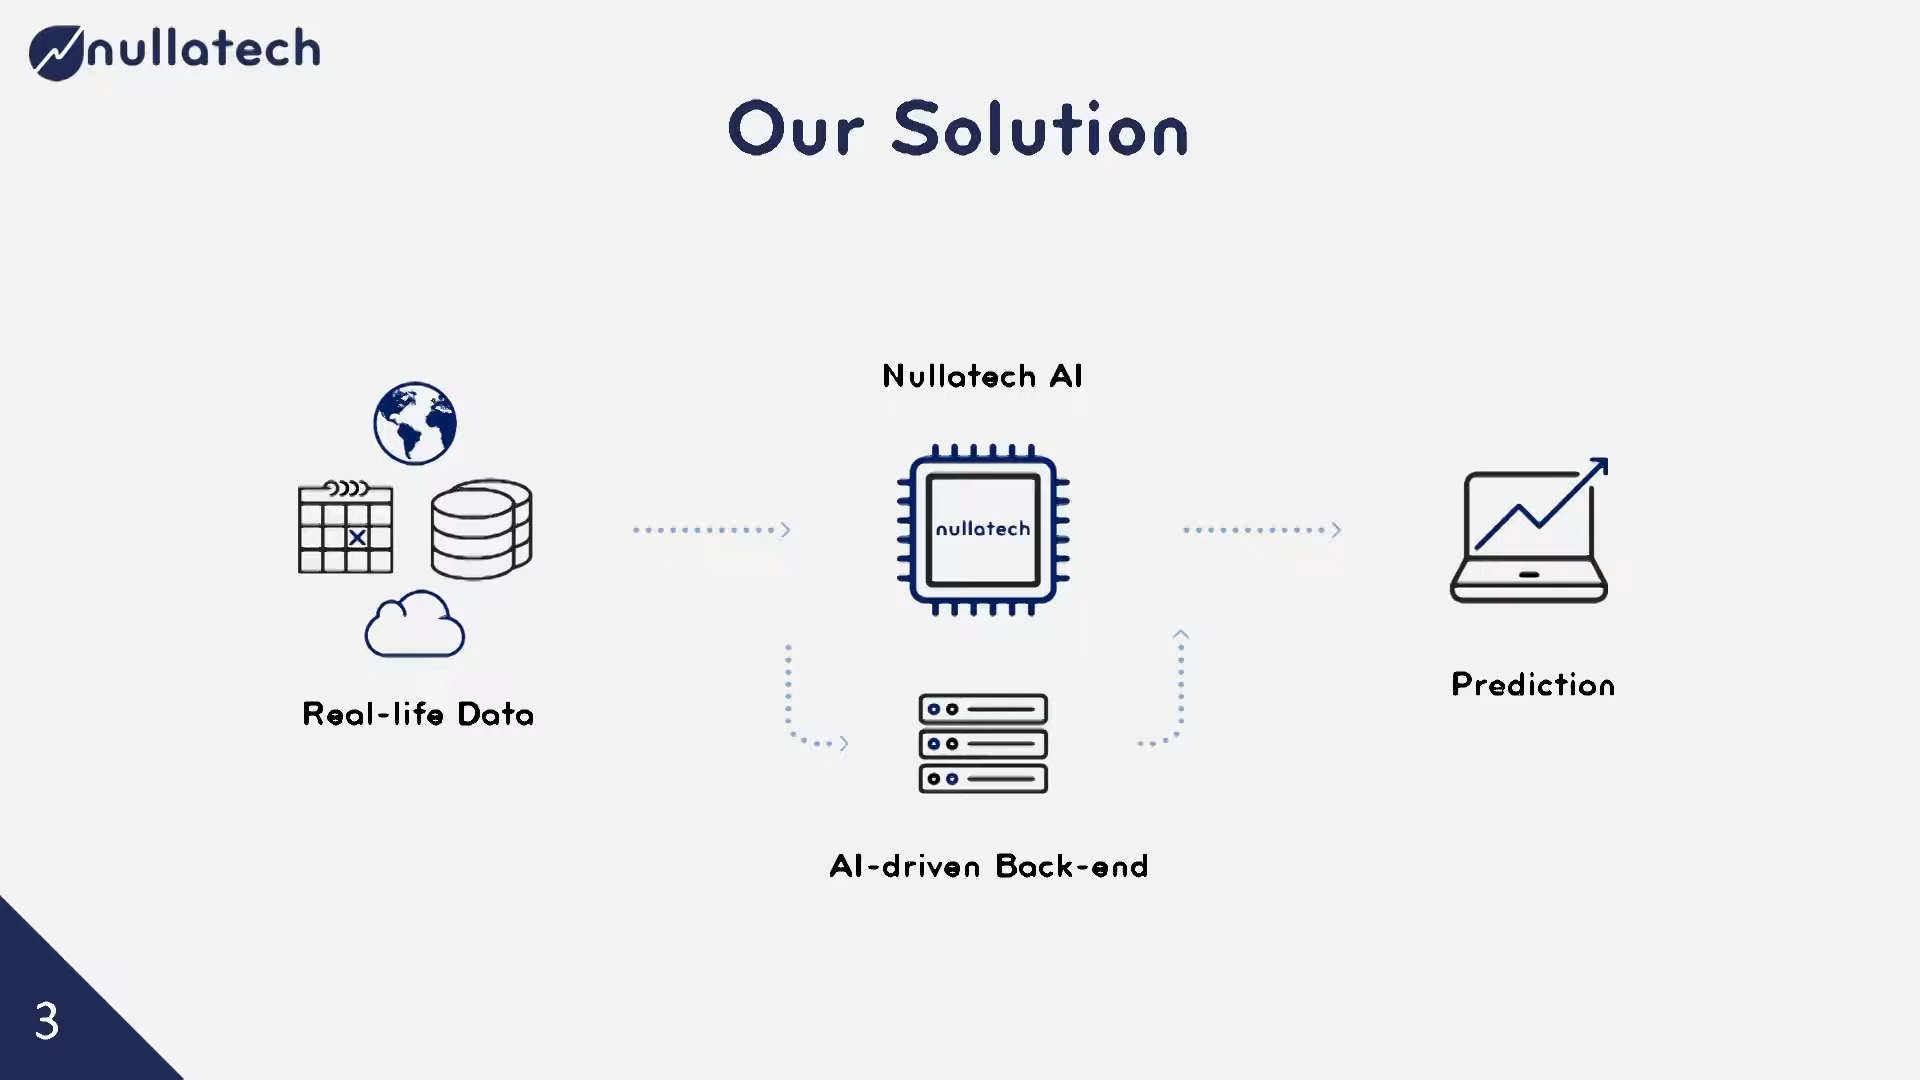 nullatech
Our Solution
Nullatech AI
nullatech
Real-life Data
Prediction
AI-driven Back-end
3